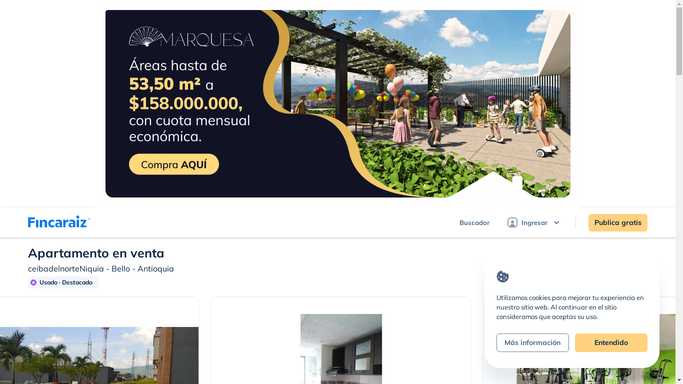 MARQUESA
Áreas hasta de
53,50 m² a
$158.000.000,
con cuota mensual
económica.
Compra AQUÍ
Fincaraiz
Buscador
Ingresar
Publica gratis
Apartamento en venta
ceibadelnorteNiquia - Bello - Antioquia
Usado · Destacado
Utilizamos cookies para mejorar tu experiencia en
nuestro sitio web. Al continuar en el sitio
consideramos que aceptas su uso.
Más información
Entendido